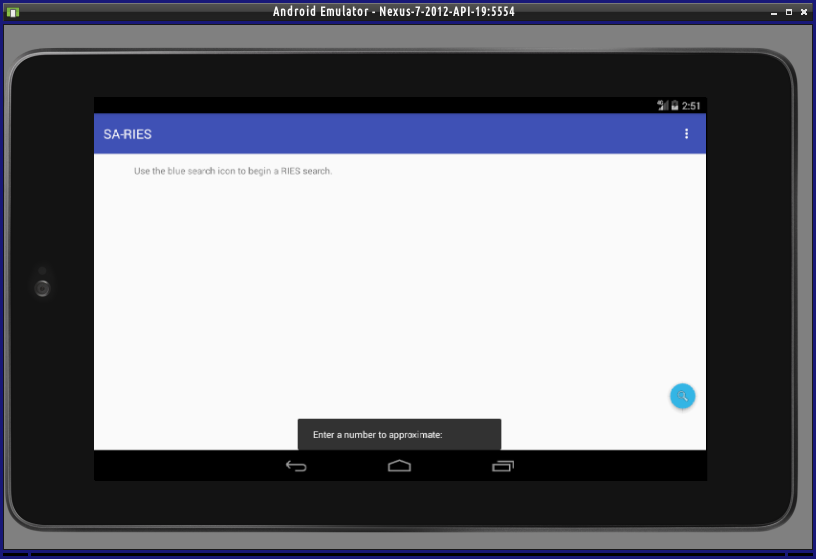 Android Emulator - Nexus-7-2012-API-19:5554
2:51
SA-RIES
Use the blue search icon to begin a RIES search.
Enter a number to approximate: